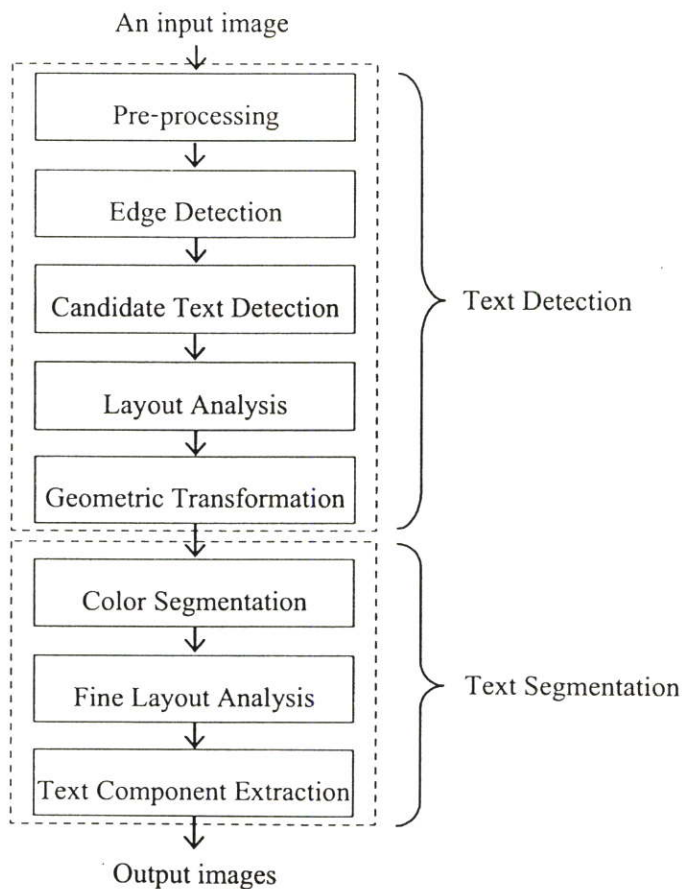 An input image
Pre-processing
Edge Detection
Candidate Text Detection
Layout Analysis
Geometric Transformation
Text Detection
Color Segmentation
Fine Layout Analysis
Text Component Extraction
Text Segmentation
Output images